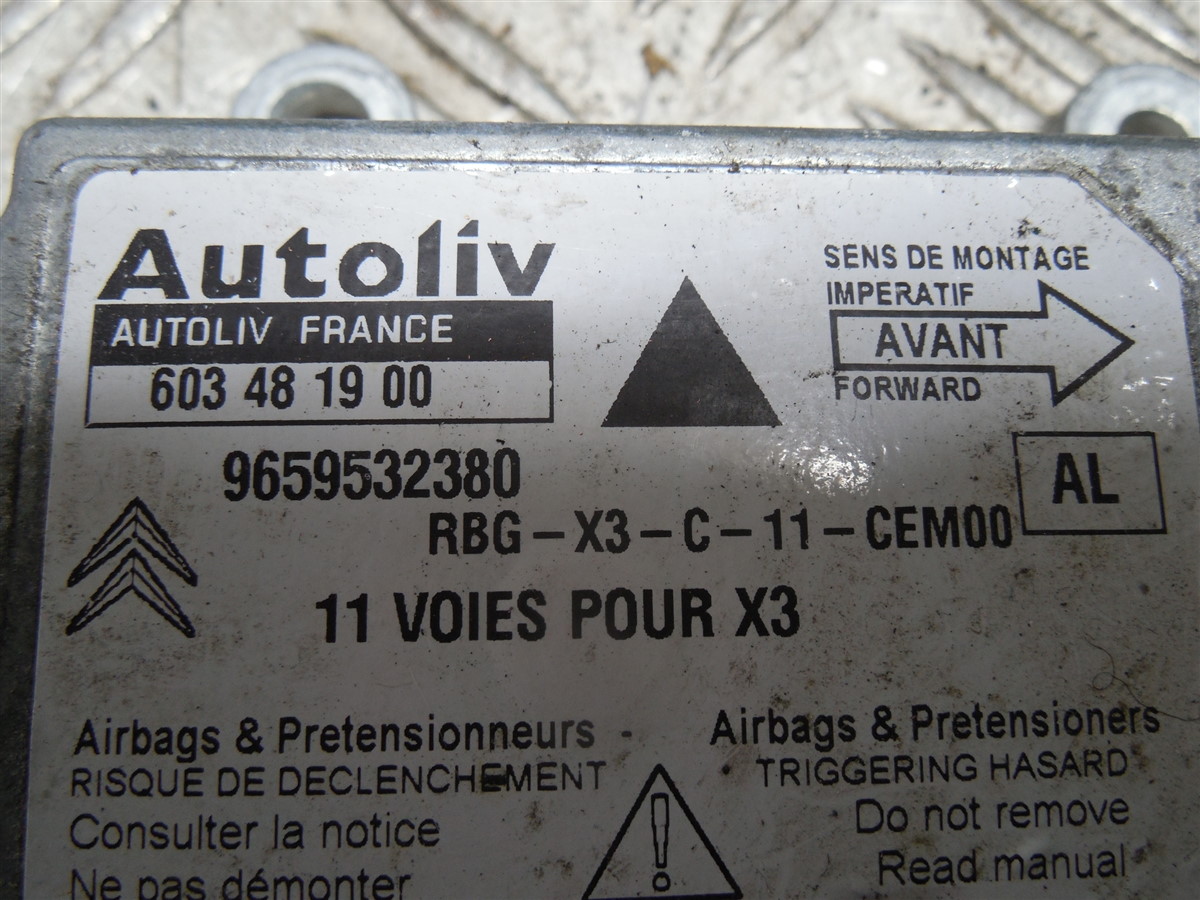 Autoliv
AUTOLIV FRANCE
603 48 19 00
SENS DE MONTAGE
IMPERATIF
AVANT
FORWARD
9659532380
AL
RBG-X3-C-11-CEM00
11 VOIES POUR X3
Airbags & Pretensionneurs -
RISQUE DE DECLENCHEMENT
Consulter la notice
Ne pas démonter
Airbags & Pretensioners
TRIGGERING HASARD
Do not remove
Read manual